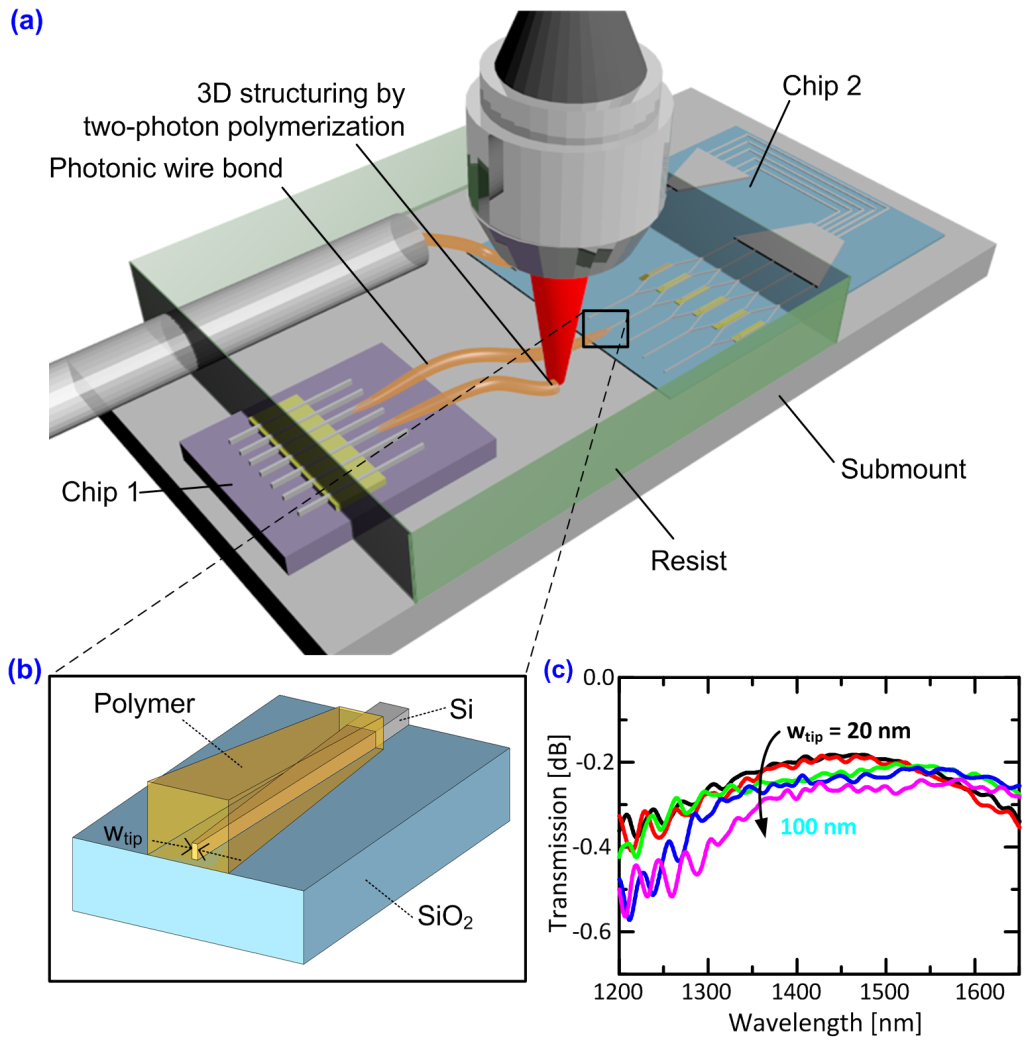 (a)
3D structuring by
two-photon polymerization
Photonic wire bond
Chip 2
Chip 1
Submount
Resist
(b)
Polymer
Si
wtip
SiO2
(c)
0.0
-0.2
-0.4
-0.6
Transmission [dB]
wtip = 20 nm
100 nm
1200 1300 1400 1500 1600
Wavelength [nm]